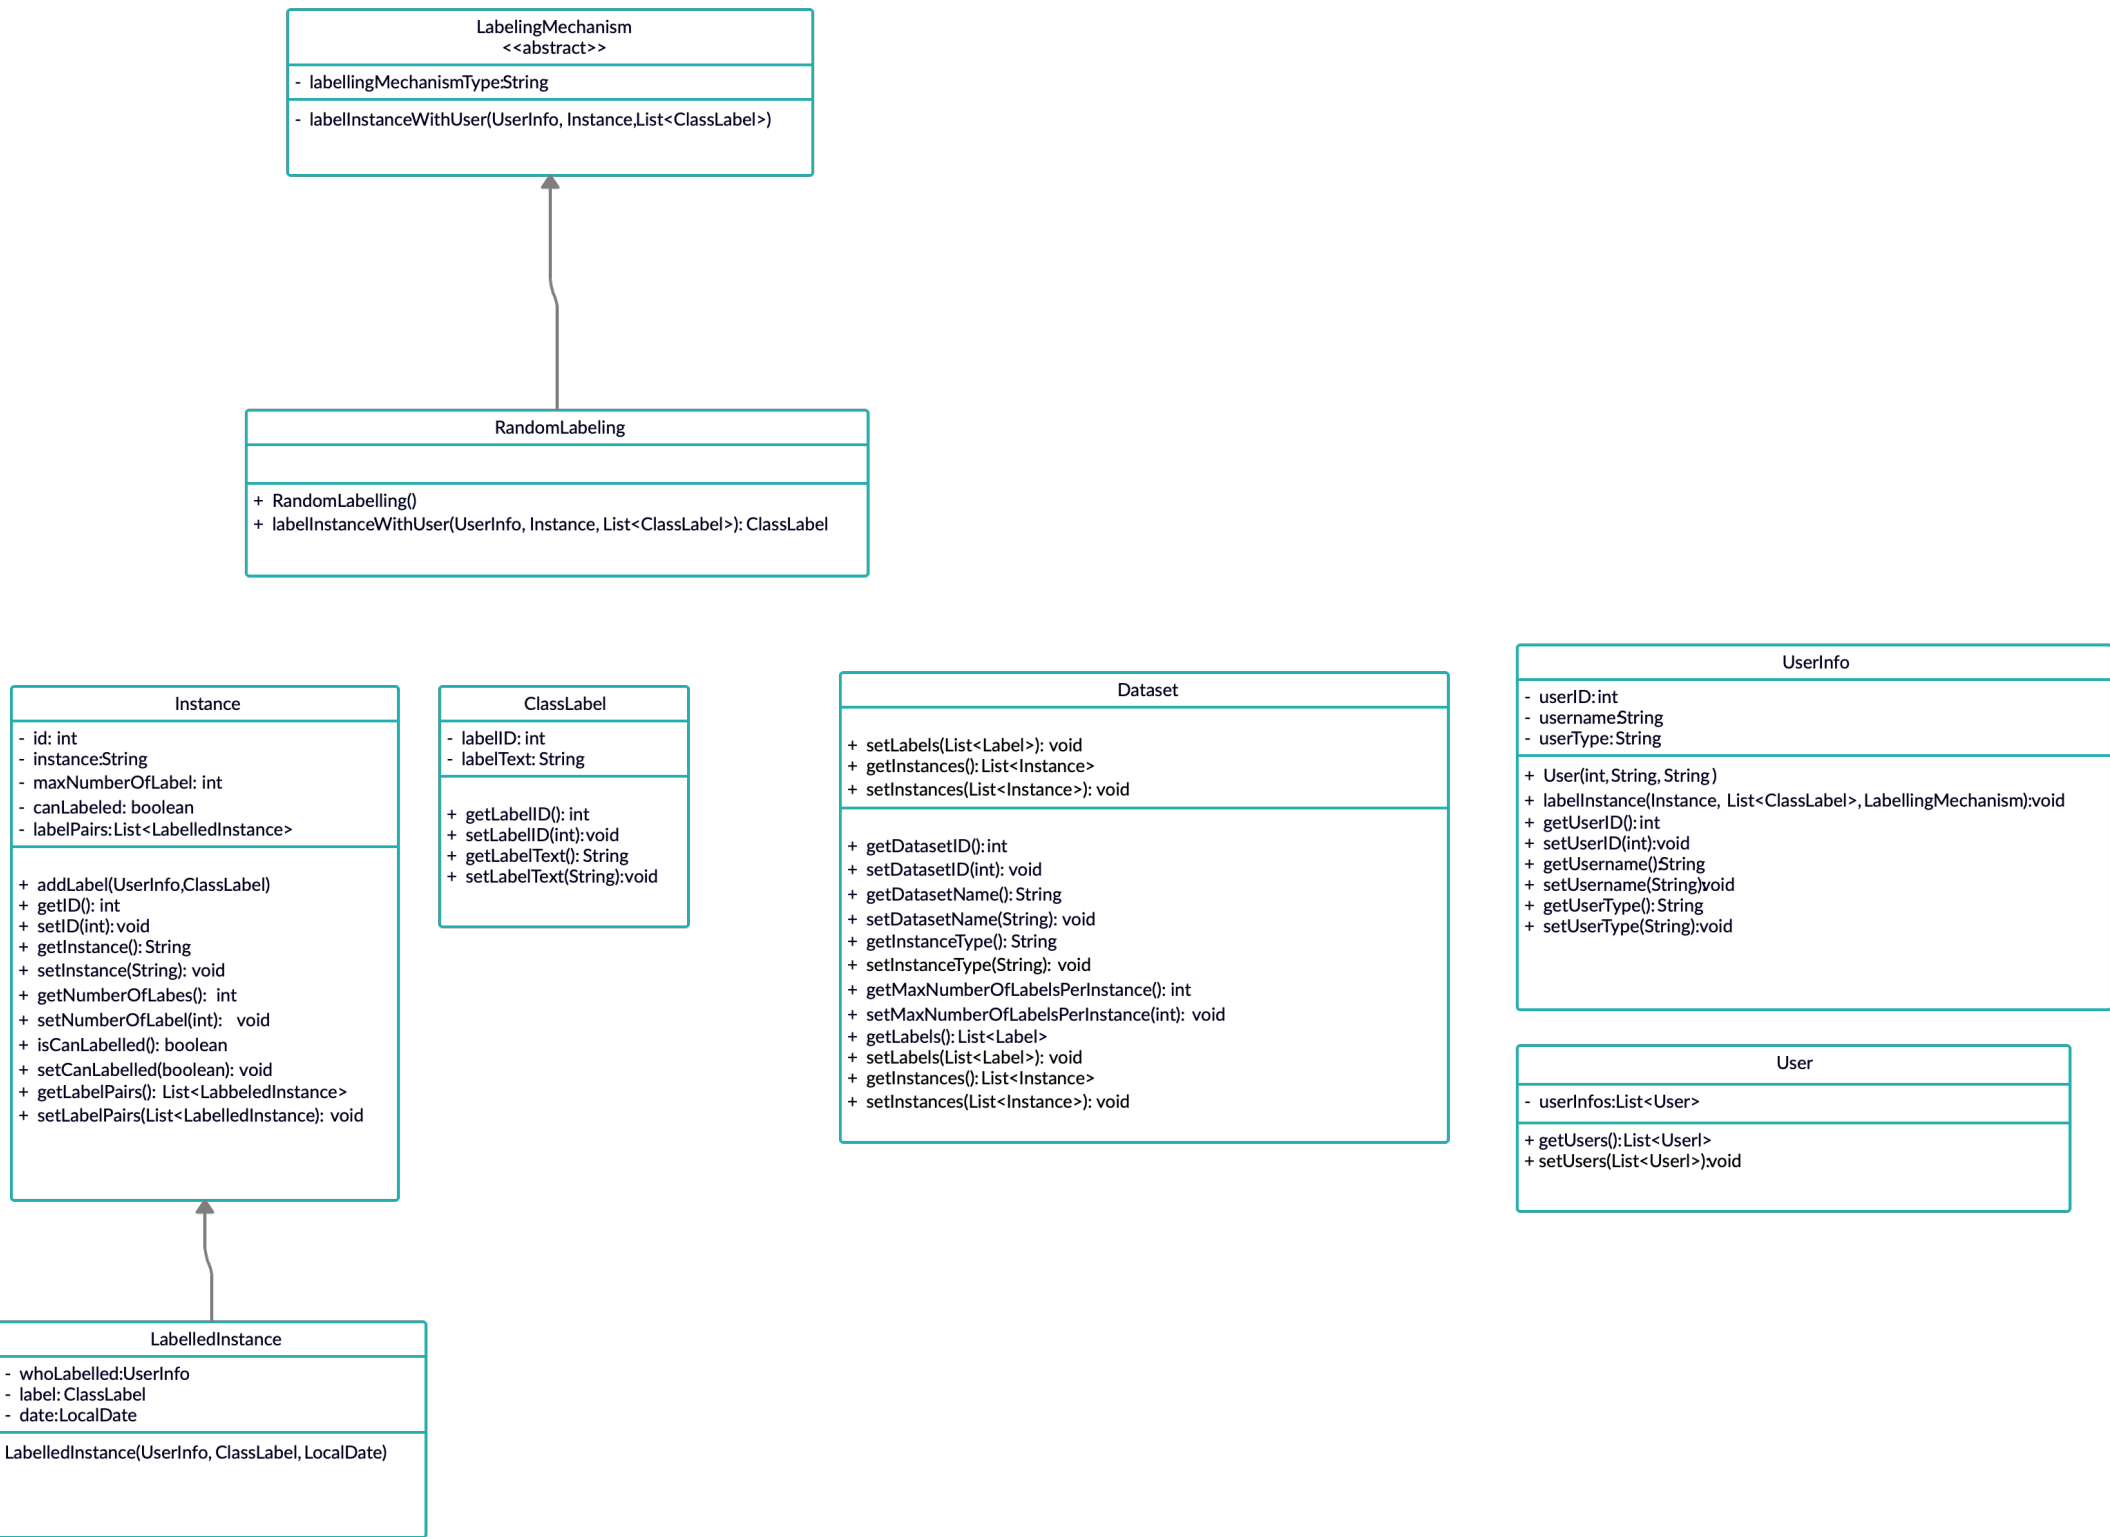 LabelingMechanism
<<abstract>>
- labellingMechanismType:String
- labelInstanceWithUser(UserInfo, Instance,List<ClassLabel>)
RandomLabeling
+ RandomLabelling()
+ labelInstanceWithUser(UserInfo, Instance, List<ClassLabel>): ClassLabel
Instance
- id: int
- instance:String
- maxNumberOfLabel: int
- canLabeled: boolean
- labelPairs:List<LabelledInstance>
+ addLabel(UserInfo,ClassLabel)
+ getID(): int
+ setID(int): void
+ getInstance(): String
+ setInstance(String): void
+ getNumberOfLabes(): int
+ setNumberOfLabel(int): void
+ isCanLabelled(): boolean
+ setCanLabelled(boolean): void
+ getLabelPairs(): List<LabbeledInstance>
+ setLabelPairs(List<LabelledInstance): void
ClassLabel
- labelID: int
- labelText: String
+ getLabelID(): int
+ setLabelID(int): void
+ getLabelText(): String
+ setLabelText(String):void
Dataset
+ setLabels(List<Label>): void
+ getInstances(): List<Instance>
+ setInstances(List<Instance>): void
+ getDatasetID(): int
+ setDatasetID(int): void
+ getDatasetName(): String
+ setDatasetName(String): void
+ getInstanceType(): String
+ setInstanceType(String): void
+ getMaxNumberOfLabelsPerInstance(): int
+ setMaxNumberOfLabelsPerInstance(int): void
+ getLabels(): List<Label>
+ setLabels(List<Label>): void
+ getInstances(): List<Instance>
+ setInstances(List<Instance>): void
UserInfo
- userID: int
- username:String
- userType: String
+ User(int, String, String)
+ labelInstance(Instance, List<ClassLabel>, LabellingMechanism):void
+ getUserID(): int
+ setUserID(int):void
+ getUsername():String
+ setUsername(String):void
+ getUserType(): String
+ setUserType(String):void
User
- userInfos:List<User>
+ getUsers(): List<UserI>
+ setUsers(List<UserI>):void
LabelledInstance
- whoLabelled:UserInfo
- label: ClassLabel
- date:LocalDate
LabelledInstance(UserInfo, ClassLabel, LocalDate)